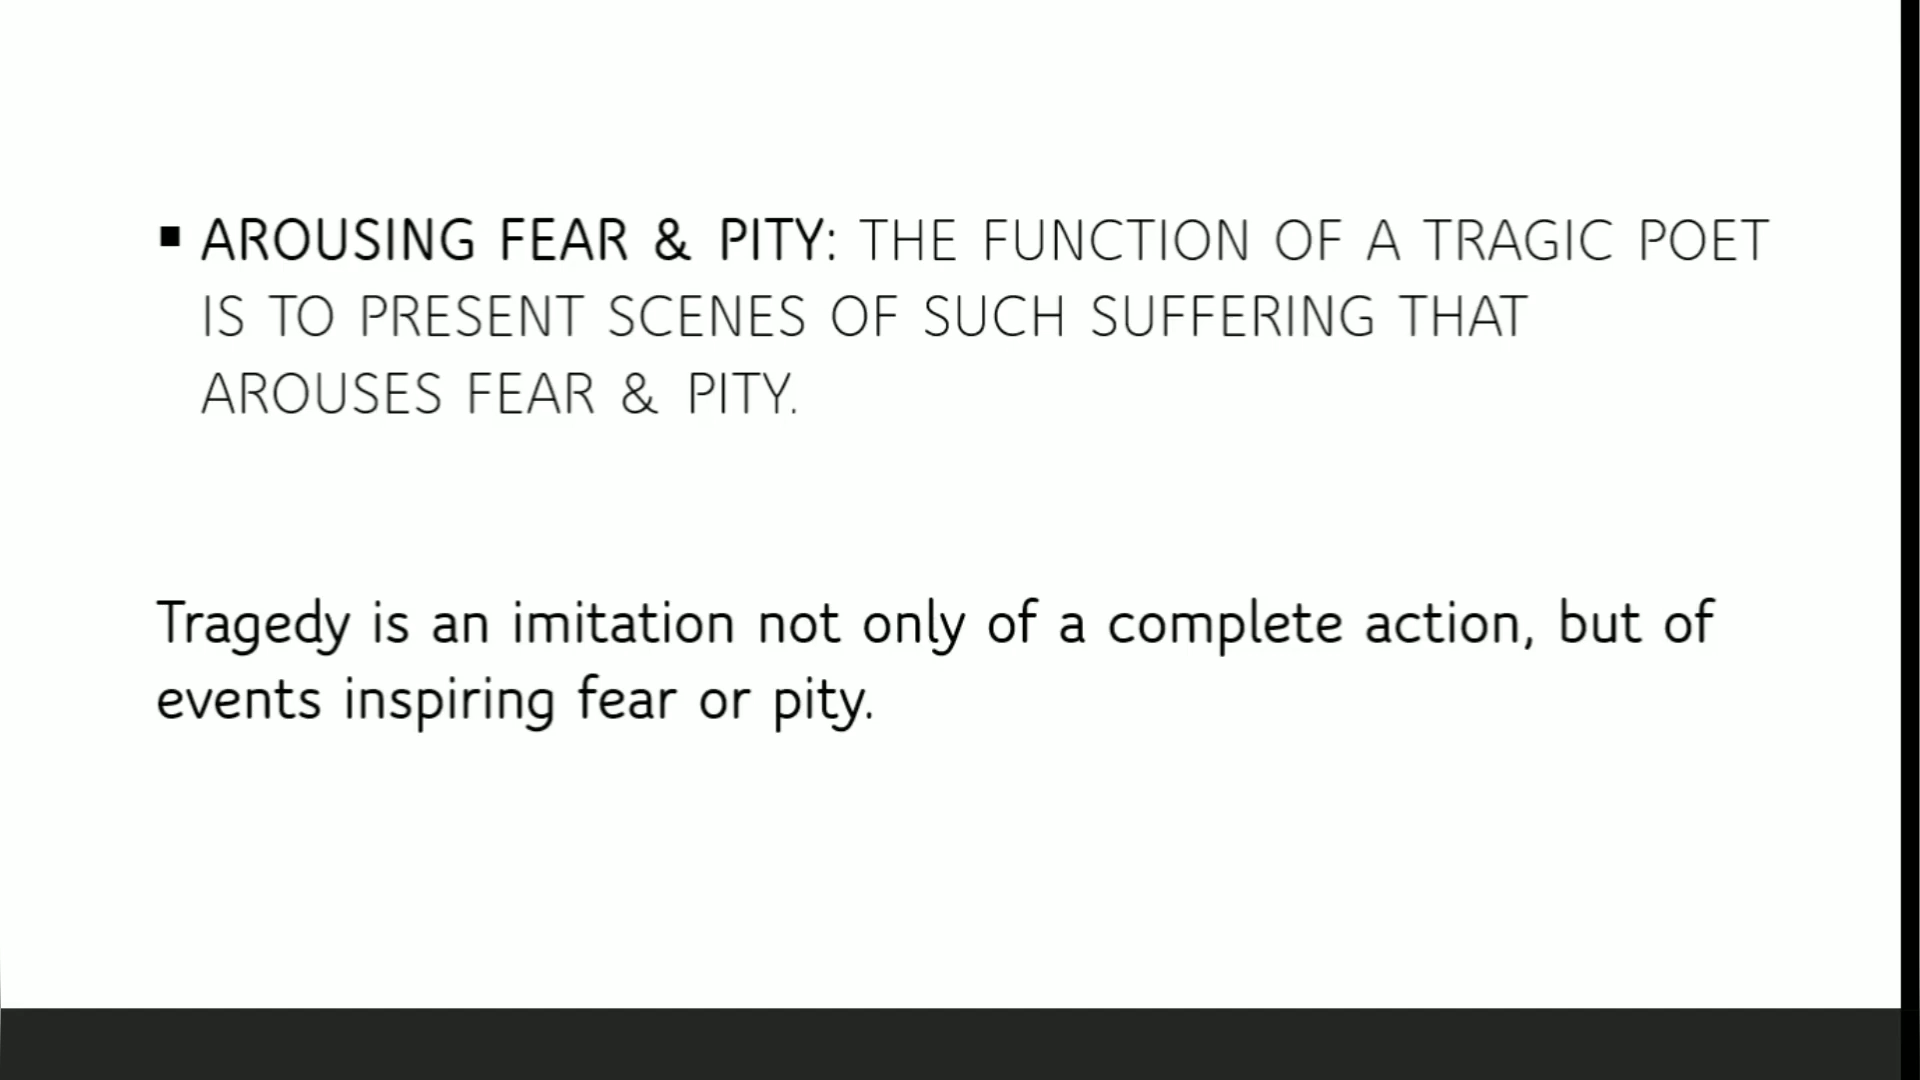 ▪ AROUSING FEAR & PITY: THE FUNCTION OF A TRAGIC POET
IS TO PRESENT SCENES OF SUCH SUFFERING THAT
AROUSES FEAR & PITY.
Tragedy is an imitation not only of a complete action, but of
events inspiring fear or pity.